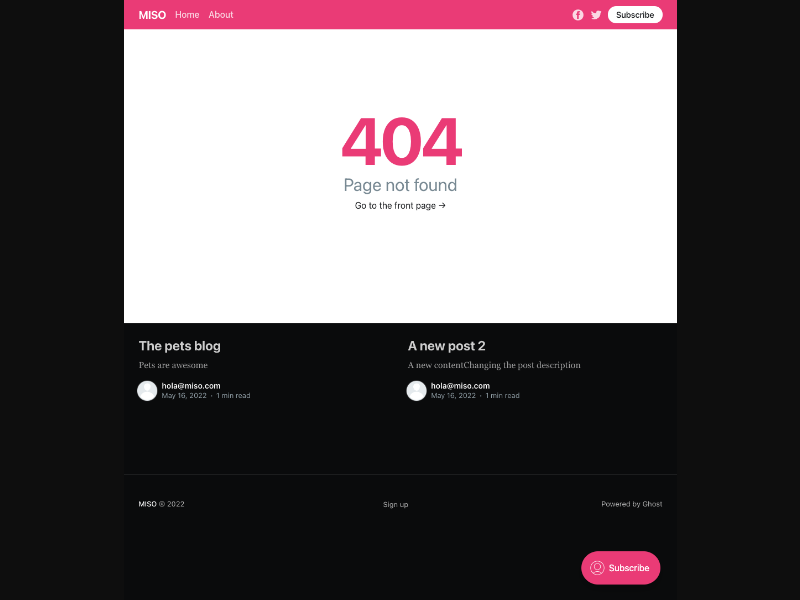 MISO Home About Subscribe
404
Page not found
Go to the front page →
The pets blog
Pets are awesome
hola@miso.com
May 16, 2022 · 1 min read
A new post 2
A new contentChanging the post description
hola@miso.com
May 16, 2022 · 1 min read
MISO © 2022 Sign up Powered by Ghost
Subscribe